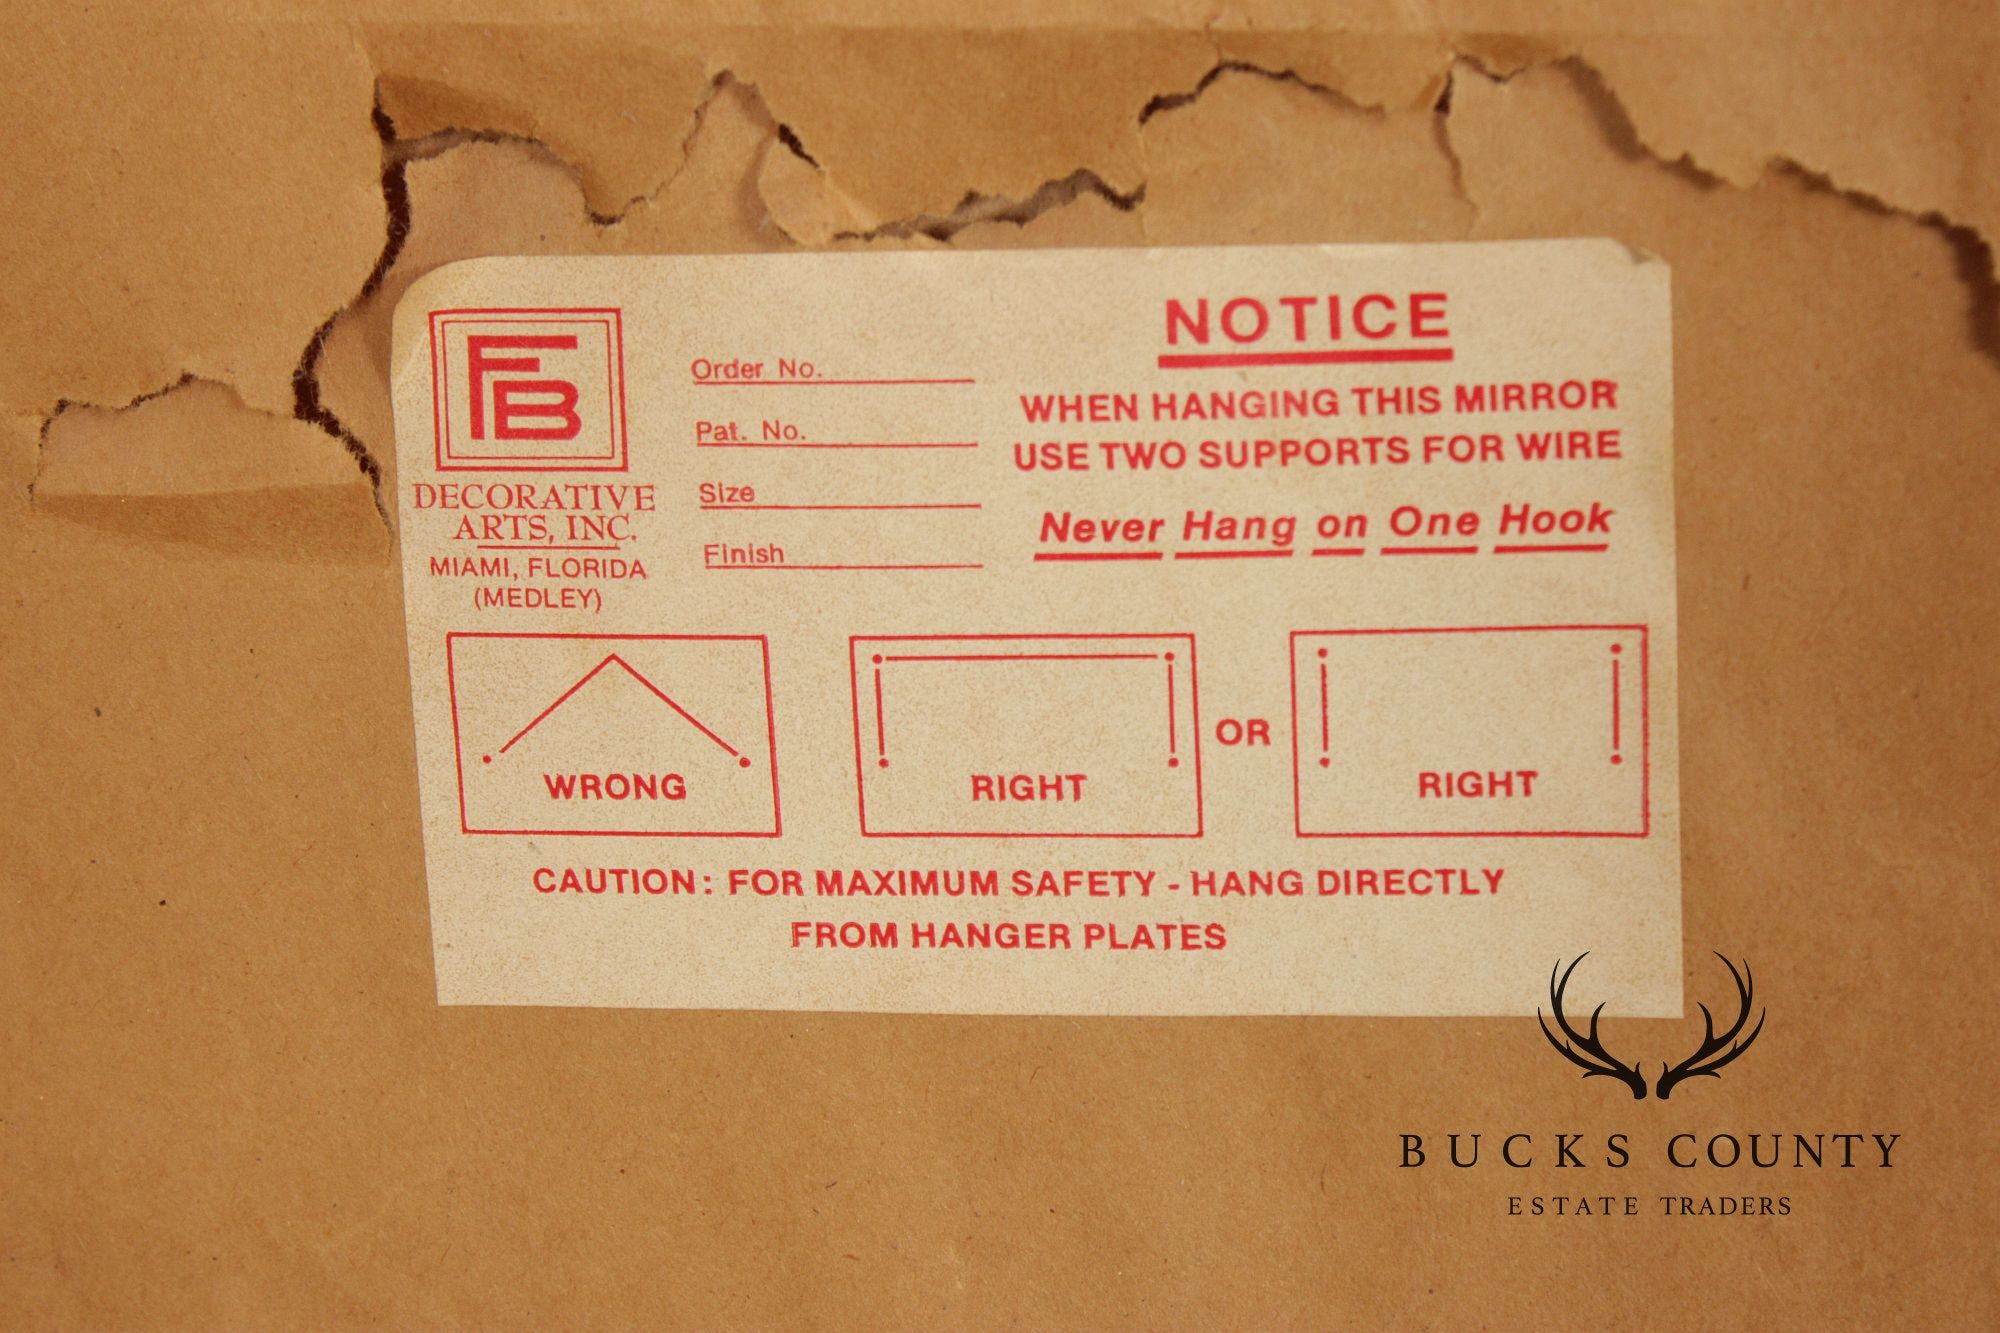 FB
DECORATIVE
ARTS, INC.
MIAMI, FLORIDA
(MEDLEY)
Order No.
Pat. No.
Size
Finish
NOTICE
WHEN HANGING THIS MIRROR
USE TWO SUPPORTS FOR WIRE
Never Hang on One Hook
WRONG
RIGHT
OR
RIGHT
CAUTION: FOR MAXIMUM SAFETY - HANG DIRECTLY
FROM HANGER PLATES
BUCKS COUNTY
ESTATE TRADERS